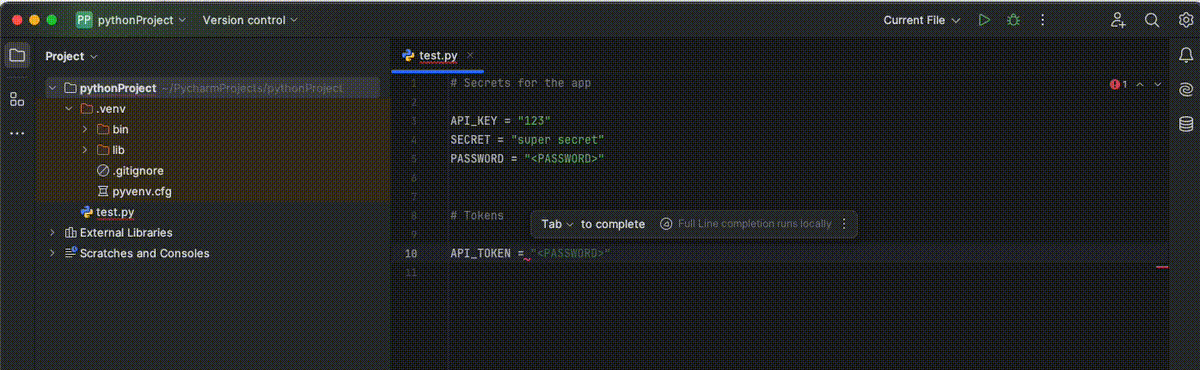 PP pythonProject Version control Current File
Project
test.py
pythonProject ~/PycharmProjects/pythonProject
.venv
bin
lib
.gitignore
pyvenv.cfg
test.py
External Libraries
Scratches and Consoles
1 # Secrets for the app 1
2
3 API_KEY = "123"
4 SECRET = "super secret"
5 PASSWORD = "<PASSWORD>"
6
7
8 # Tokens
Tab to complete Full Line completion runs locally
9
10 API_TOKEN = "<PASSWORD>"
11